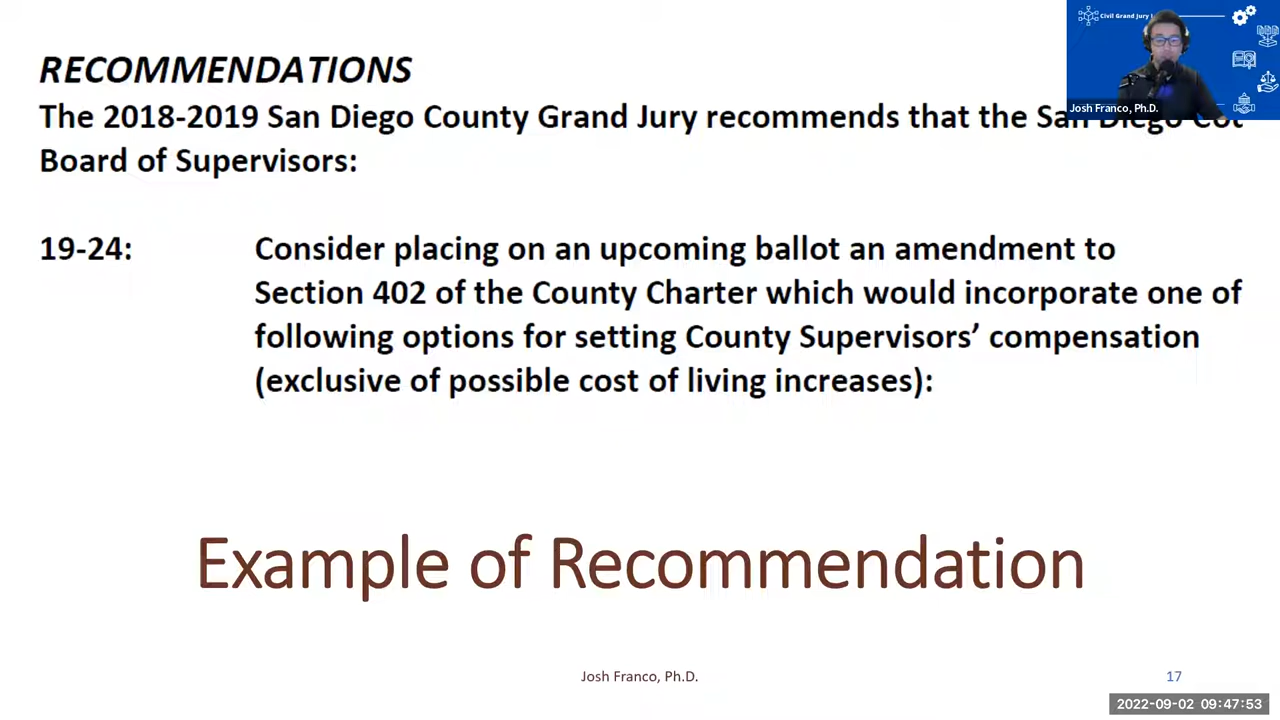 Civil Grand Jury
Josh Franco, Ph.D.
RECOMMENDATIONS
The 2018-2019 San Diego County Grand Jury recommends that the San Diego
Board of Supervisors:
19-24: Consider placing on an upcoming ballot an amendment to
Section 402 of the County Charter which would incorporate one of
following options for setting County Supervisors’ compensation
(exclusive of possible cost of living increases):
Example of Recommendation
Josh Franco, Ph.D.
17
2022-09-02 09:47:53